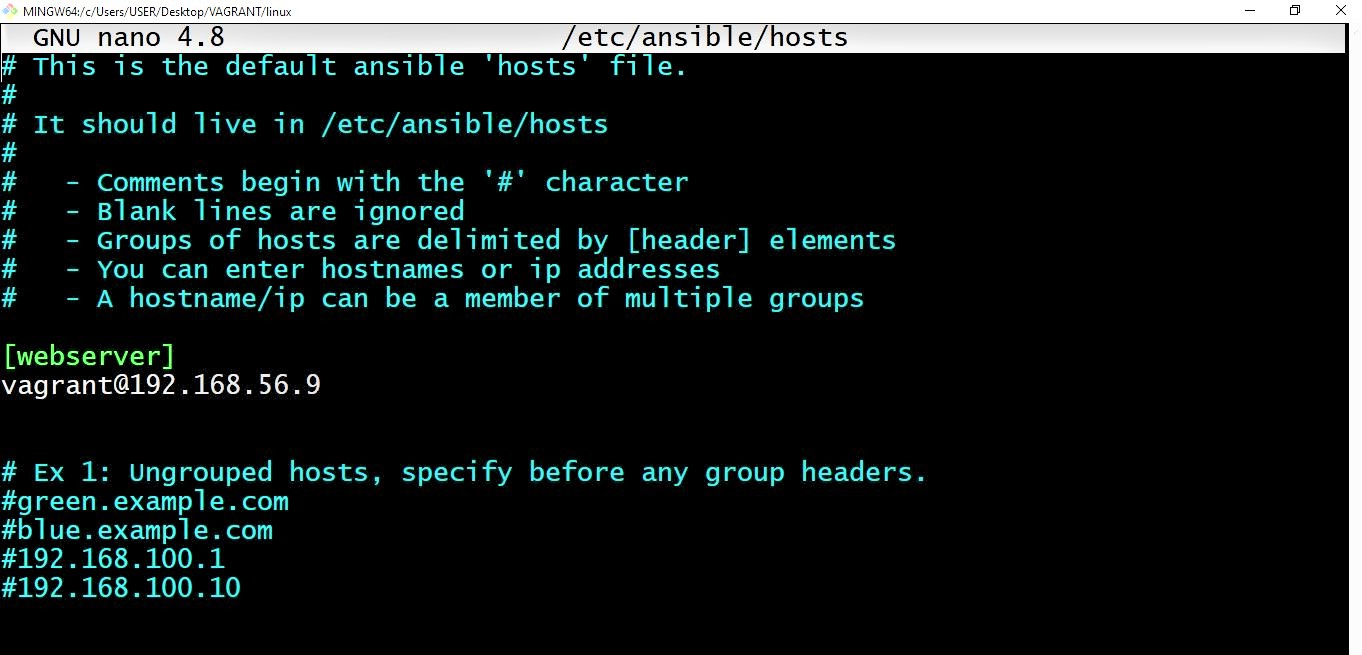 MINGW64:/c/Users/USER/Desktop/VAGRANT/linux
GNU nano 4.8 /etc/ansible/hosts
# This is the default ansible 'hosts' file.
#
# It should live in /etc/ansible/hosts
#
#   - Comments begin with the '#' character
#   - Blank lines are ignored
#   - Groups of hosts are delimited by [header] elements
#   - You can enter hostnames or ip addresses
#   - A hostname/ip can be a member of multiple groups
[webserver]
vagrant@192.168.56.9
# Ex 1: Ungrouped hosts, specify before any group headers.
#green.example.com
#blue.example.com
#192.168.100.1
#192.168.100.10